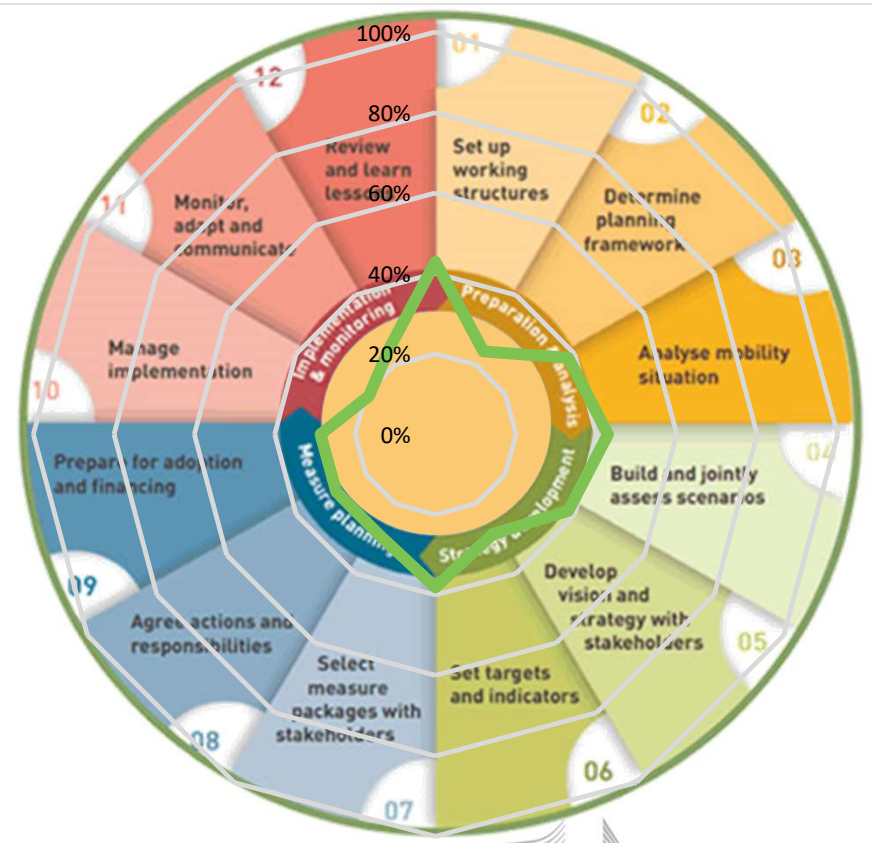 100%
80%
60%
40%
20%
0%
01
Set up
working
structures
02
Determine
planning
framework
03
Analyse mobility
situation
04
Build and jointly
assess scenarios
05
Develop
vision and
strategy with
stakeholders
06
Set targets
and indicators
07
Select
measure
packages with
stakeholders
08
Agree actions and
responsibilities
09
Prepare for adoption
and financing
10
Manage
implementation
11
Monitor,
adapt and
communicate
12
Review
and learn
lessons
Preparation & analysis
Strategy development
Measure planning
Implementation
& monitoring